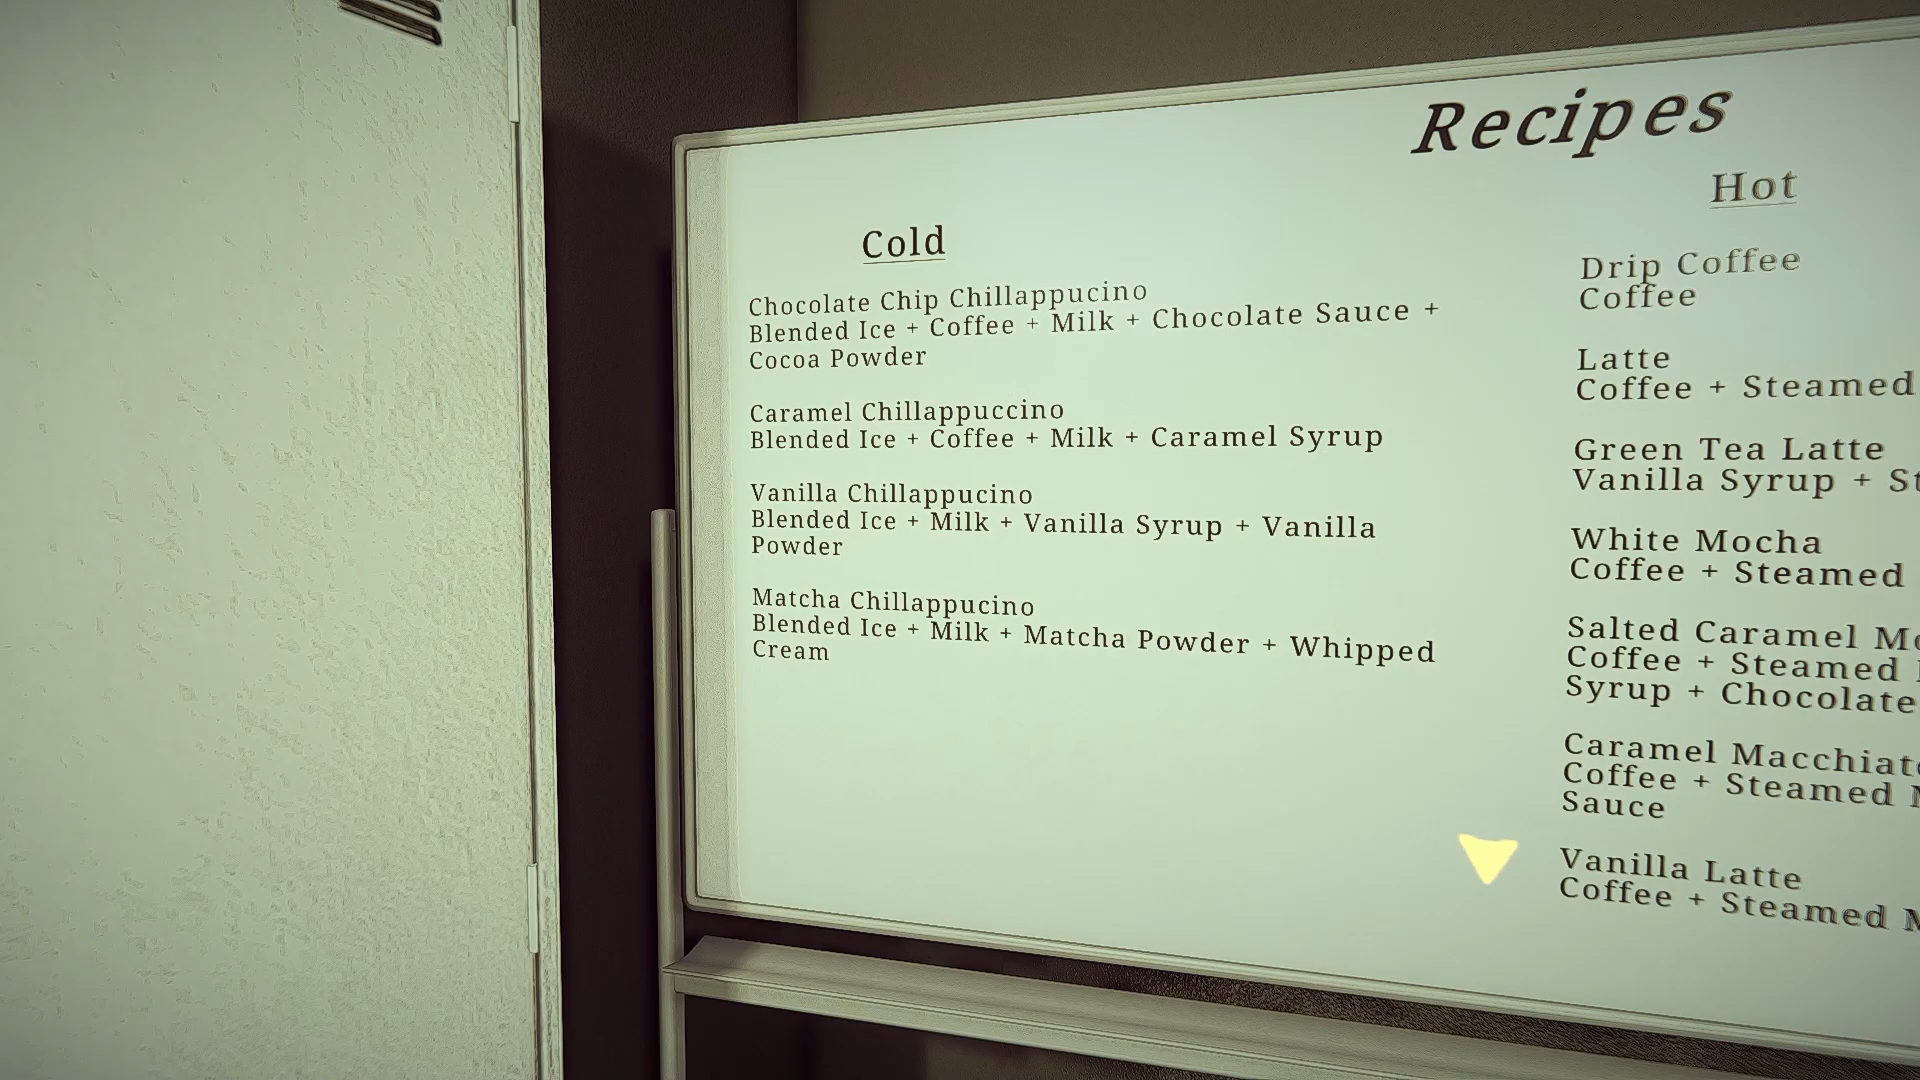 Recipes
Cold
Chocolate Chip Chillappucino
Blended Ice + Coffee + Milk + Chocolate Sauce +
Cocoa Powder
Caramel Chillappuccino
Blended Ice + Coffee + Milk + Caramel Syrup
Vanilla Chillappucino
Blended Ice + Milk + Vanilla Syrup + Vanilla
Powder
Matcha Chillappucino
Blended Ice + Milk + Matcha Powder + Whipped
Cream
Hot
Drip Coffee
Coffee
Latte
Coffee + Steamed
Green Tea Latte
Vanilla Syrup +
White Mocha
Coffee + Steamed
Salted Caramel
Coffee + Steamed
Syrup + Chocolate
Caramel
Coffee + Steamed
Sauce
Vanilla Latte
Coffee + Steamed